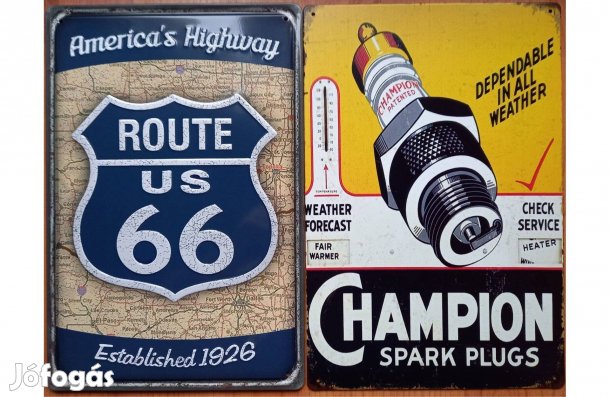 America's Highway
ROUTE
US
66
Established 1926
CHAMPION
PATENTED
DEPENDABLE
IN ALL
WEATHER
TEMPERATURE
WEATHER
FORECAST
FAIR
WARMER
CHECK
SERVICE
HEATER
CHAMPION
SPARK PLUGS
Jófogás